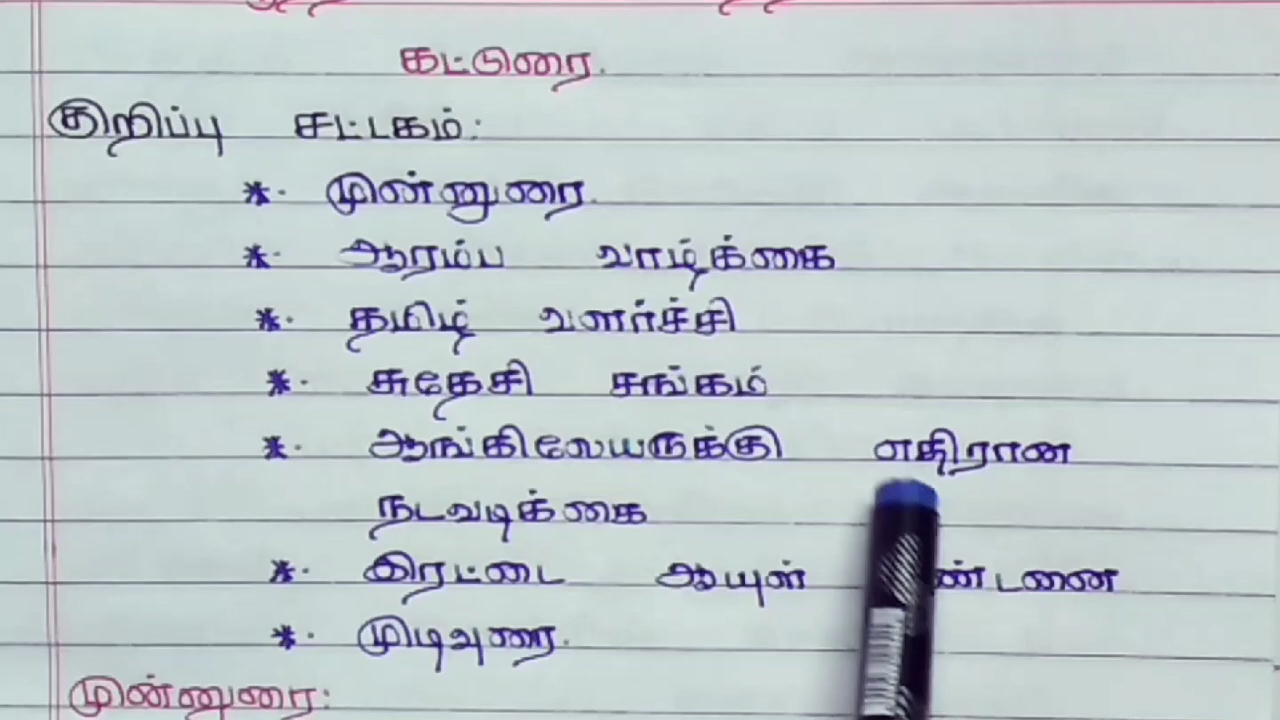 கட்டுரை.
குறிப்பு சட்டகம்:
*. முன்னுரை.
*. ஆரம்ப வாழ்க்கை
*. தமிழ் வளர்ச்சி
*. சுதேசி சங்கம்
*. ஆங்கிலேயருக்கு எதிரான
நடவடிக்கை
*. இரட்டை ஆயுள்
*. முடிவுரை.
முன்னுரை: